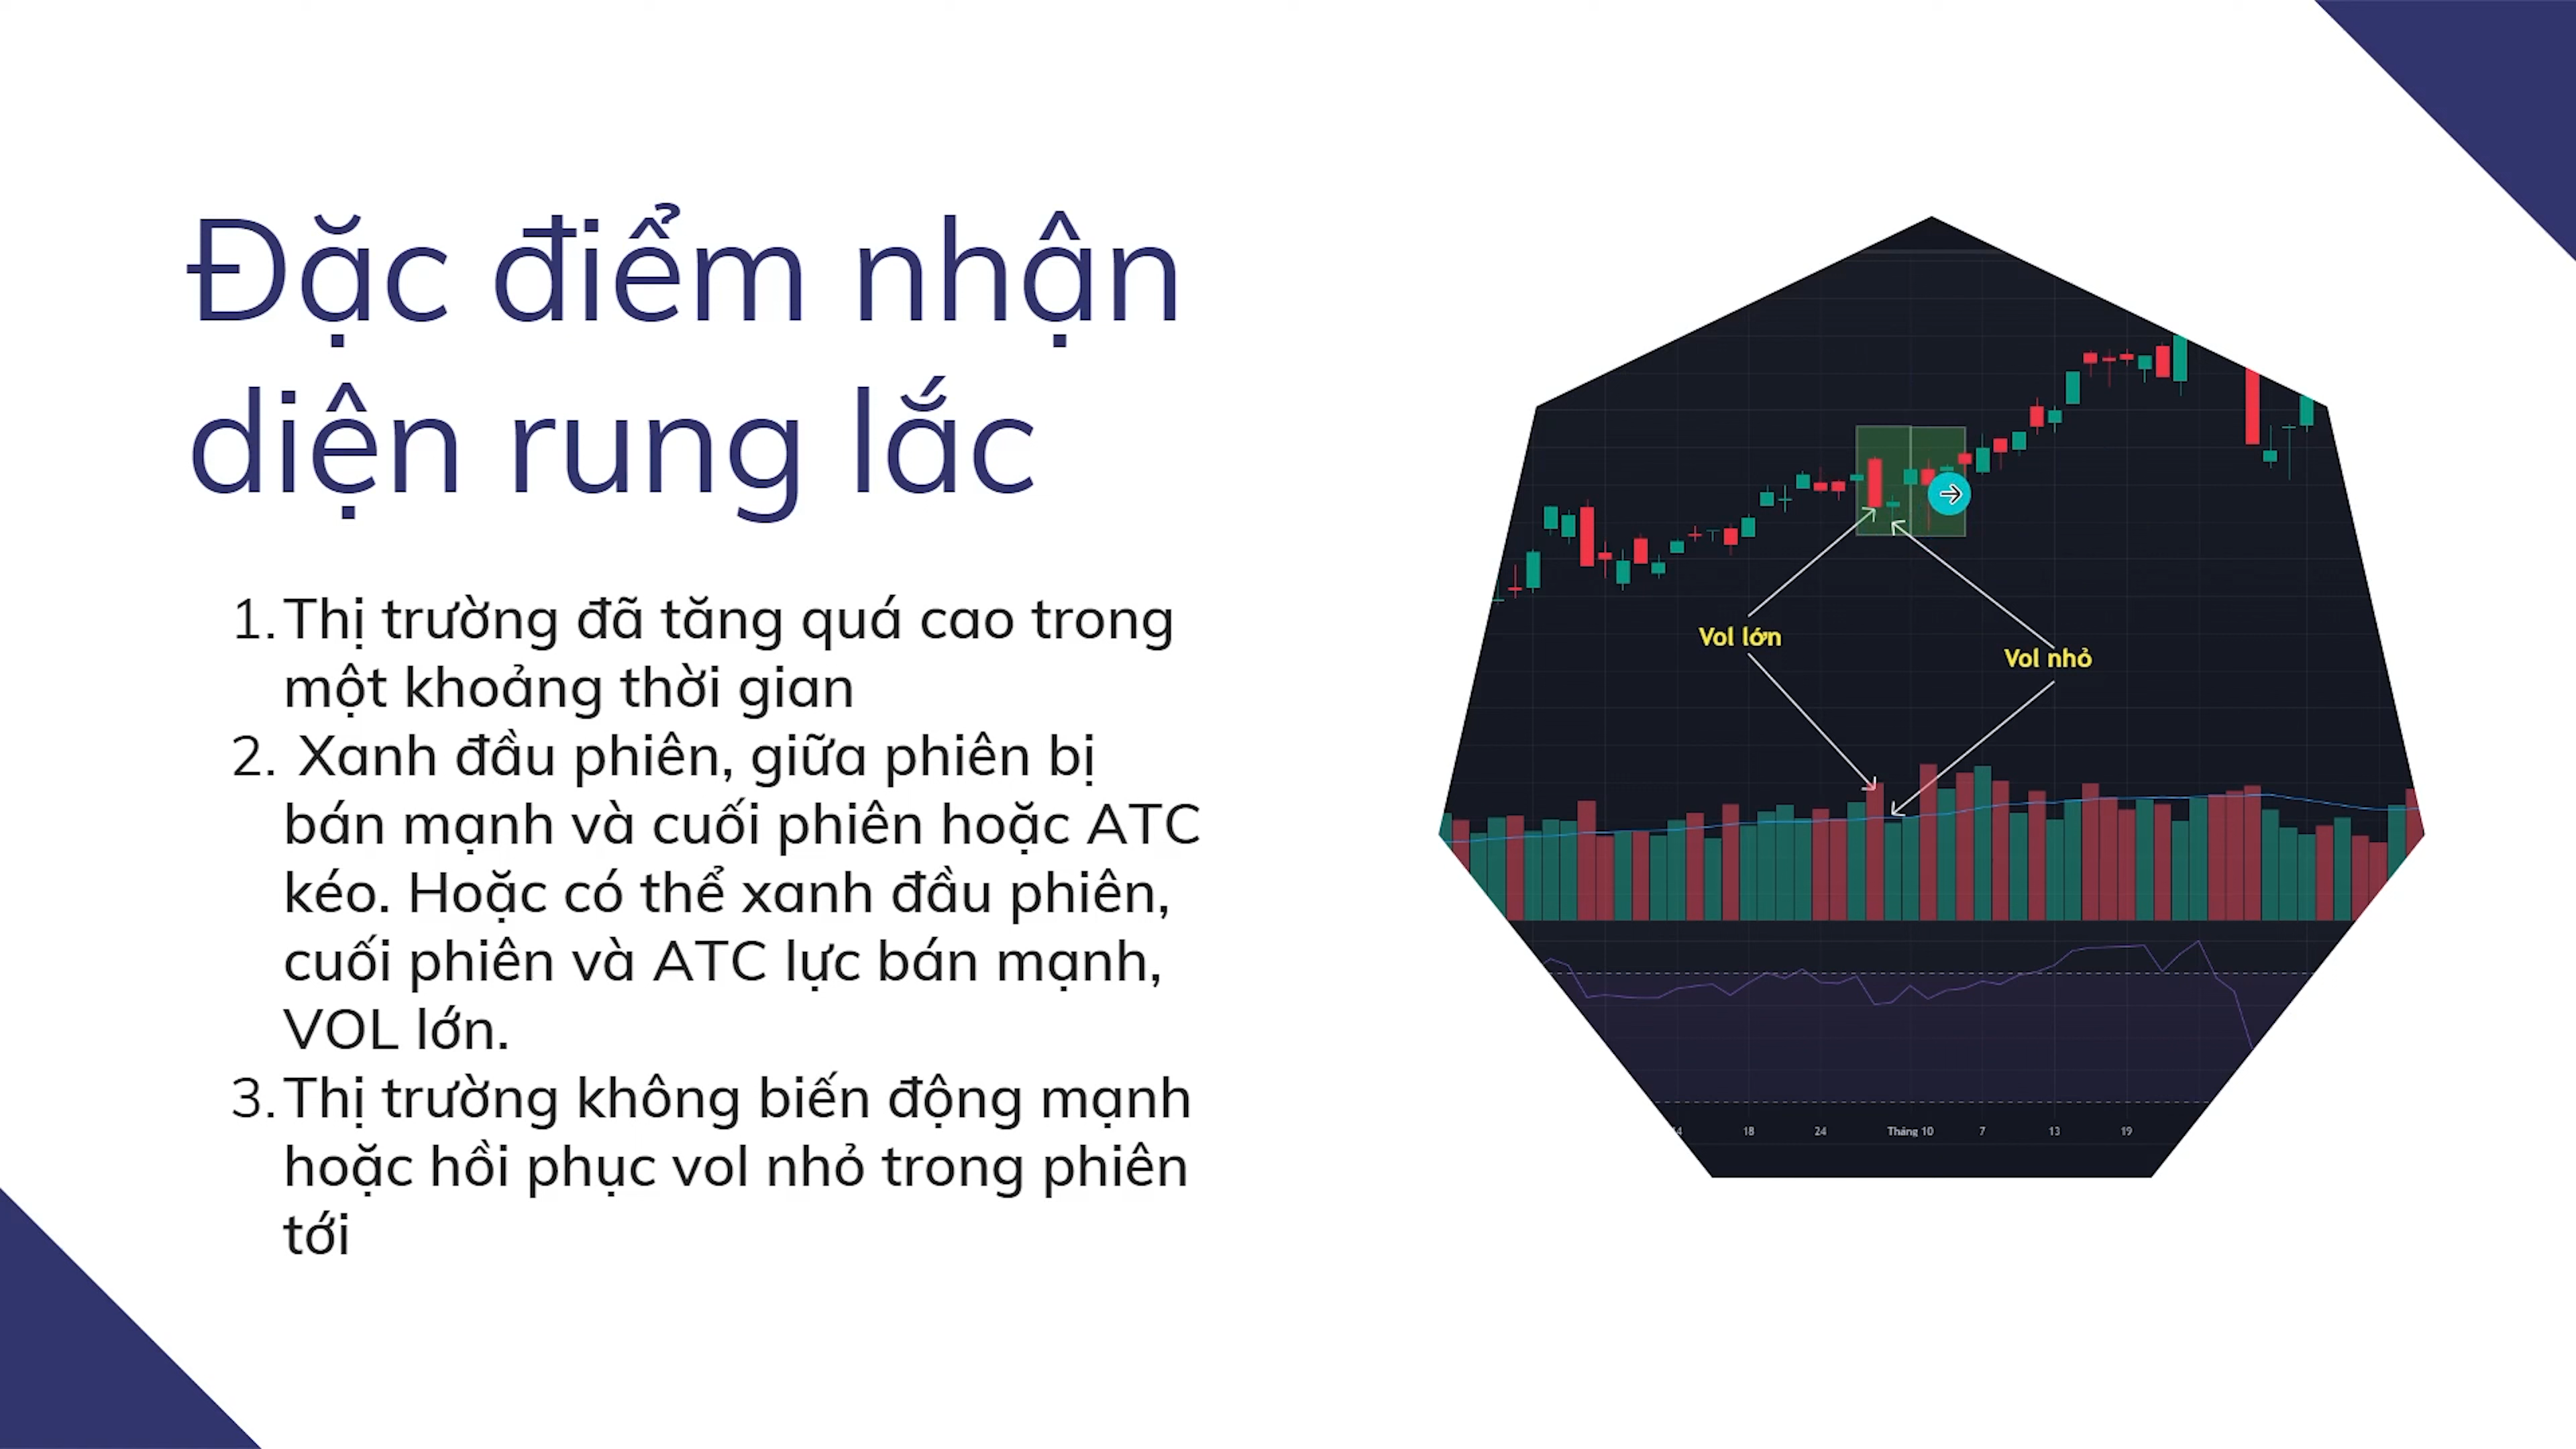 Đặc điểm nhận
diện rung lắc
1. Thị trường đã tăng quá cao trong
một khoảng thời gian
2. Xanh đầu phiên, giữa phiên bị
bán mạnh và cuối phiên hoặc ATC
kéo. Hoặc có thể xanh đầu phiên,
cuối phiên và ATC lực bán mạnh,
VOL lớn.
3. Thị trường không biến động mạnh
hoặc hồi phục vol nhỏ trong phiên
tới
Vol lớn
Vol nhỏ
18 24 Tháng 10 7 13 19